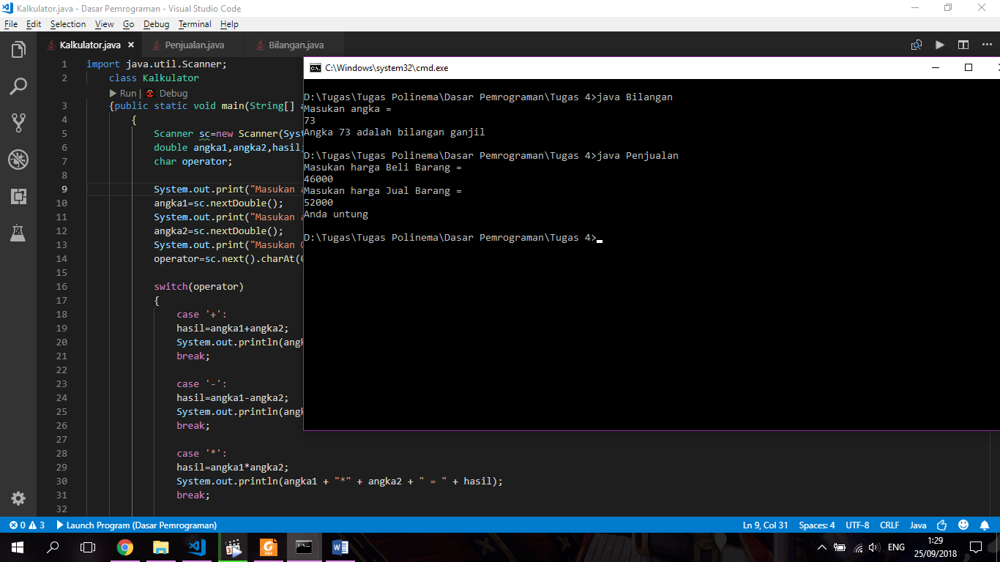 Kalkulator.java - Dasar Pemrograman - Visual Studio Code
File Edit Selection View Go Debug Terminal Help
Kalkulator.java × Penjualan.java Bilangan.java
1 import java.util.Scanner;
2 class Kalkulator
Run | Debug
3 {public static void main(String[] a
4 {
5 Scanner sc=new Scanner(Syst
6 double angka1,angka2,hasil;
7 char operator;
8
9 System.out.print("Masukan a
10 angka1=sc.nextDouble();
11 System.out.print("Masukan a
12 angka2=sc.nextDouble();
13 System.out.print("Masukan O
14 operator=sc.next().charAt(0
15
16 switch(operator)
17 {
18 case '+':
19 hasil=angka1+angka2;
20 System.out.println(angk
21 break;
22
23 case '-':
24 hasil=angka1-angka2;
25 System.out.println(angk
26 break;
27
28 case '*':
29 hasil=angka1*angka2;
30 System.out.println(angka1 + "*" + angka2 + " = " + hasil);
31 break;
32
C:\Windows\system32\cmd.exe
D:\Tugas\Tugas Polinema\Dasar Pemrograman\Tugas 4>java Bilangan
Masukan angka =
73
Angka 73 adalah bilangan ganjil
D:\Tugas\Tugas Polinema\Dasar Pemrograman\Tugas 4>java Penjualan
Masukan harga Beli Barang =
46000
Masukan harga Jual Barang =
52000
Anda untung
D:\Tugas\Tugas Polinema\Dasar Pemrograman\Tugas 4>
0 3 Launch Program (Dasar Pemrograman) Ln 9, Col 31 Spaces: 4 UTF-8 CRLF Java
ENG
1:29
25/09/2018